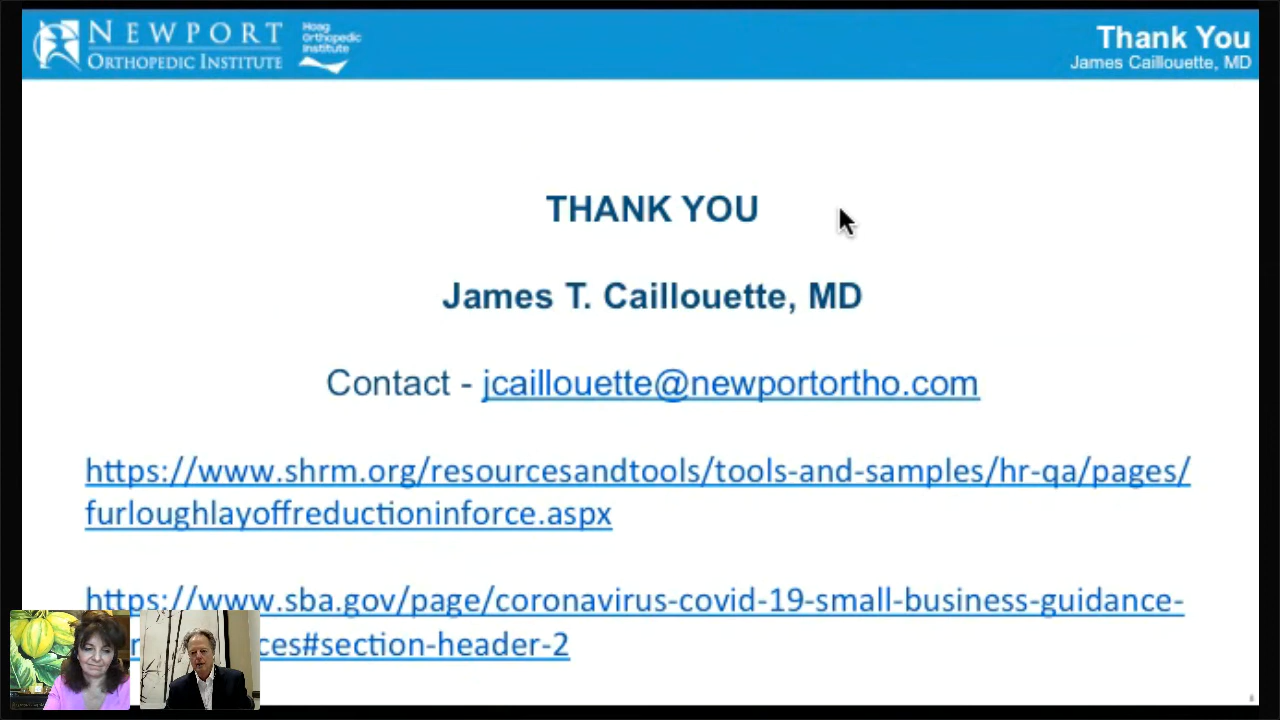 NEWPORT
ORTHOPEDIC INSTITUTE
Hoag
Orthopedic
Institute
Thank You
James Caillouette, MD
THANK YOU
James T. Caillouette, MD
Contact - jcaillouette@newportortho.com
https://www.shrm.org/resourcesandtools/tools-and-samples/hr-qa/pages/
furloughlayoffreductioninforce.aspx
https://www.sba.gov/page/coronavirus-covid-19-small-business-guidance-
ces#section-header-2